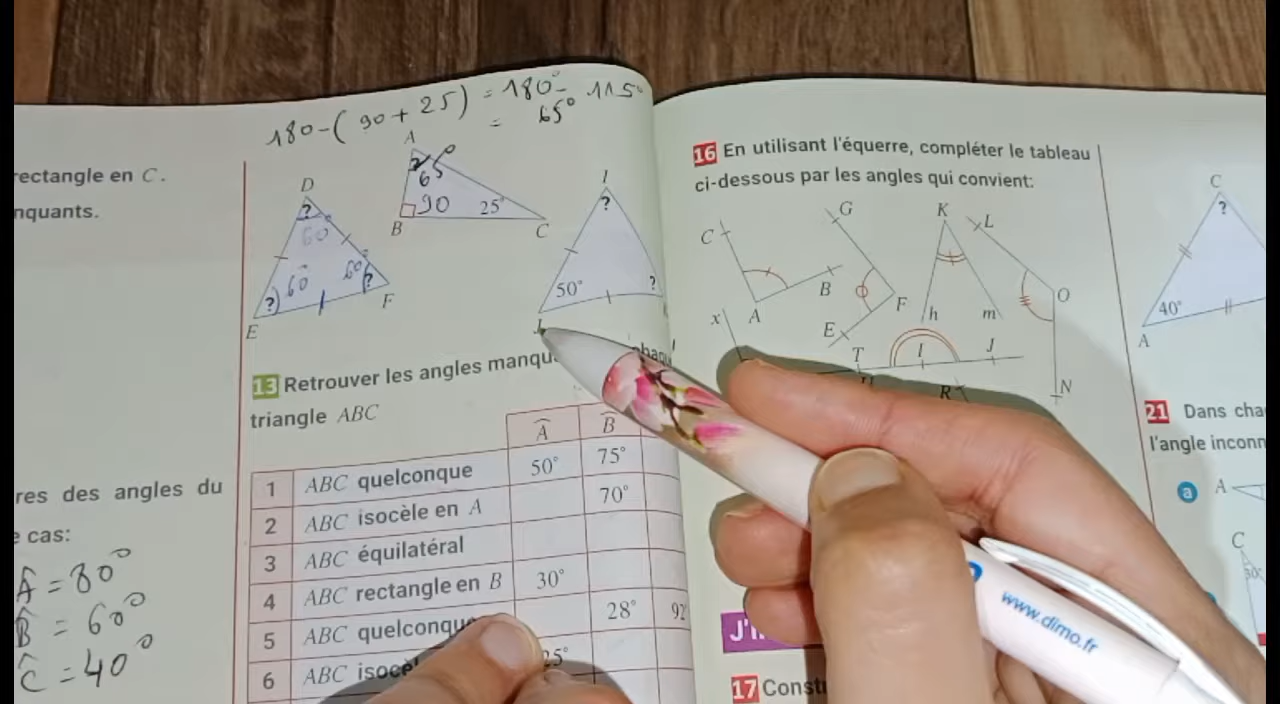 180-(90+25) = 180°- 115°
= 65°
rectangle en C.
nquants.
D
?
60
60°
60°
?
?
E
F
A
?
65
90
25°
B
C
I
?
50°
?
13 Retrouver les angles manqu
triangle ABC
A B
1 ABC quelconque 50° 75°
2 ABC isocèle en A 70°
3 ABC équilatéral
4 ABC rectangle en B 30°
5 ABC quelconque 28° 92°
6 ABC isocèl 25°
res des angles du
e cas:
Â = 80°
B̂ = 60°
Ĉ = 40°
16 En utilisant l'équerre, compléter le tableau
ci-dessous par les angles qui convient:
C
B
A
G
F
E
K
h
m
L
O
N
x
T
I
J
R
J'
17 Const
www.dimo.fr
C
?
40°
A
21 Dans cha
l'angle inconn
a A
C